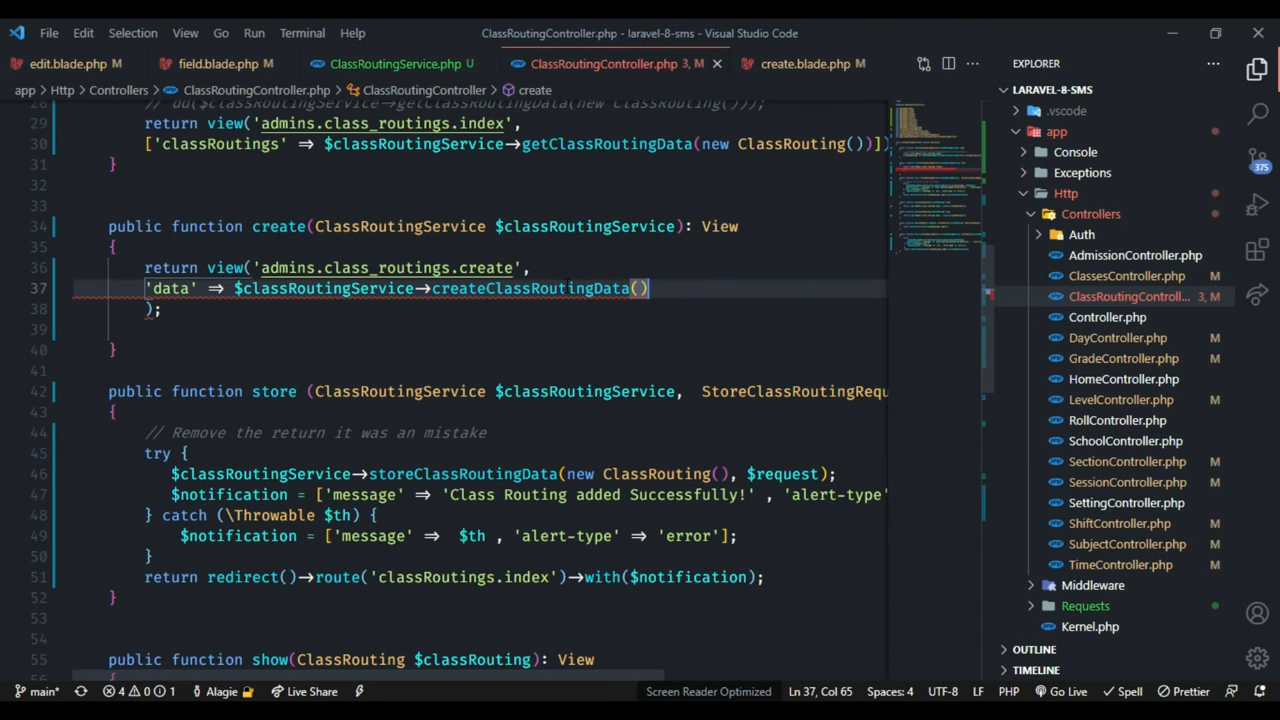 File Edit Selection View Go Run Terminal Help ClassRoutingController.php - laravel-8-sms - Visual Studio Code
edit.blade.php M field.blade.php M ClassRoutingService.php U ClassRoutingController.php 3, M create.blade.php M
app > Http > Controllers > ClassRoutingController.php > ClassRoutingController > create
28 // dd($classRoutingService->getClassRoutingData(new ClassRouting()));
29 return view('admins.class_routings.index',
30 ['classRoutings' => $classRoutingService->getClassRoutingData(new ClassRouting())])
31 }
32
33
34 public function create(ClassRoutingService $classRoutingService): View
35 {
36 return view('admins.class_routings.create',
37 'data' => $classRoutingService->createClassRoutingData()
38 );
39
40 }
41
42 public function store (ClassRoutingService $classRoutingService, StoreClassRoutingRequ
43 {
44 // Remove the return it was an mistake
45 try {
46 $classRoutingService->storeClassRoutingData(new ClassRouting(), $request);
47 $notification = ['message' => 'Class Routing added Successfully!' , 'alert-type'
48 } catch (\Throwable $th) {
49 $notification = ['message' => $th , 'alert-type' => 'error'];
50 }
51 return redirect()->route('classRoutings.index')->with($notification);
52 }
53
54
55 public function show(ClassRouting $classRouting): View
EXPLORER
LARAVEL-8-SMS
.vscode
app
Console
Exceptions
Http
Controllers
Auth
AdmissionController.php
ClassesController.php M
ClassRoutingControll... 3, M
Controller.php
DayController.php M
GradeController.php M
HomeController.php
LevelController.php M
RollController.php
SchoolController.php
SectionController.php M
SessionController.php M
SettingController.php
ShiftController.php M
SubjectController.php M
TimeController.php M
Middleware
Requests
Kernel.php
OUTLINE
TIMELINE
375
main* 4 0 1 Alagie Live Share Screen Reader Optimized Ln 37, Col 65 Spaces: 4 UTF-8 LF PHP Go Live Spell Prettier